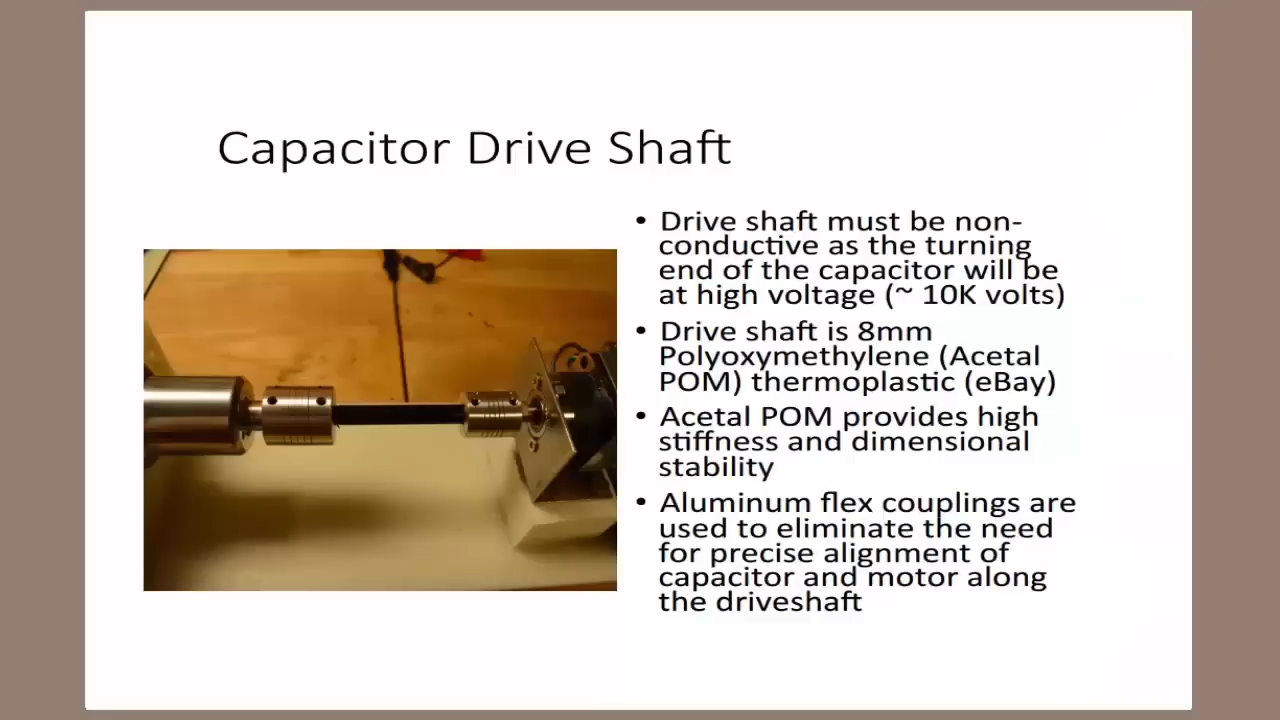 Capacitor Drive Shaft
• Drive shaft must be non-
conductive as the turning
end of the capacitor will be
at high voltage (~ 10K volts)
• Drive shaft is 8mm
Polyoxymethylene (Acetal
POM) thermoplastic (eBay)
• Acetal POM provides high
stiffness and dimensional
stability
• Aluminum flex couplings are
used to eliminate the need
for precise alignment of
capacitor and motor along
the driveshaft